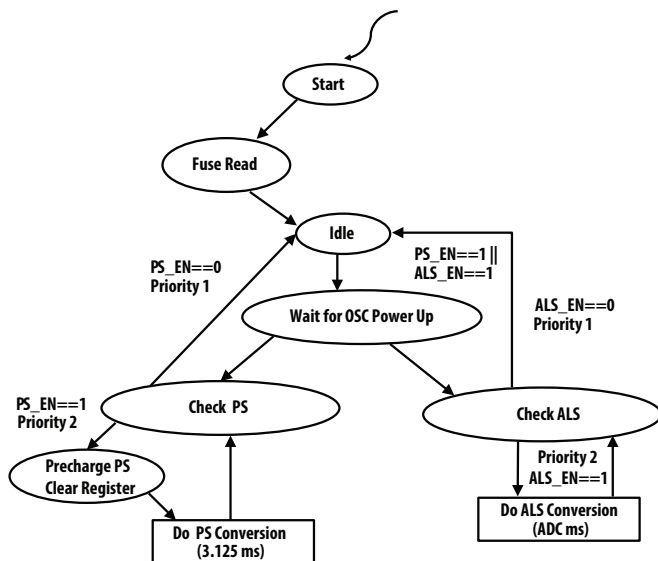 Start
Fuse Read
Idle
PS_EN==0
Priority 1
PS_EN==1 ||
ALS_EN==1
ALS_EN==0
Priority 1
Wait for OSC Power Up
PS_EN==1
Priority 2
Check PS
Check ALS
Precharge PS
Clear Register
Priority 2
ALS_EN==1
Do PS Conversion
(3.125 ms)
Do ALS Conversion
(ADC ms)